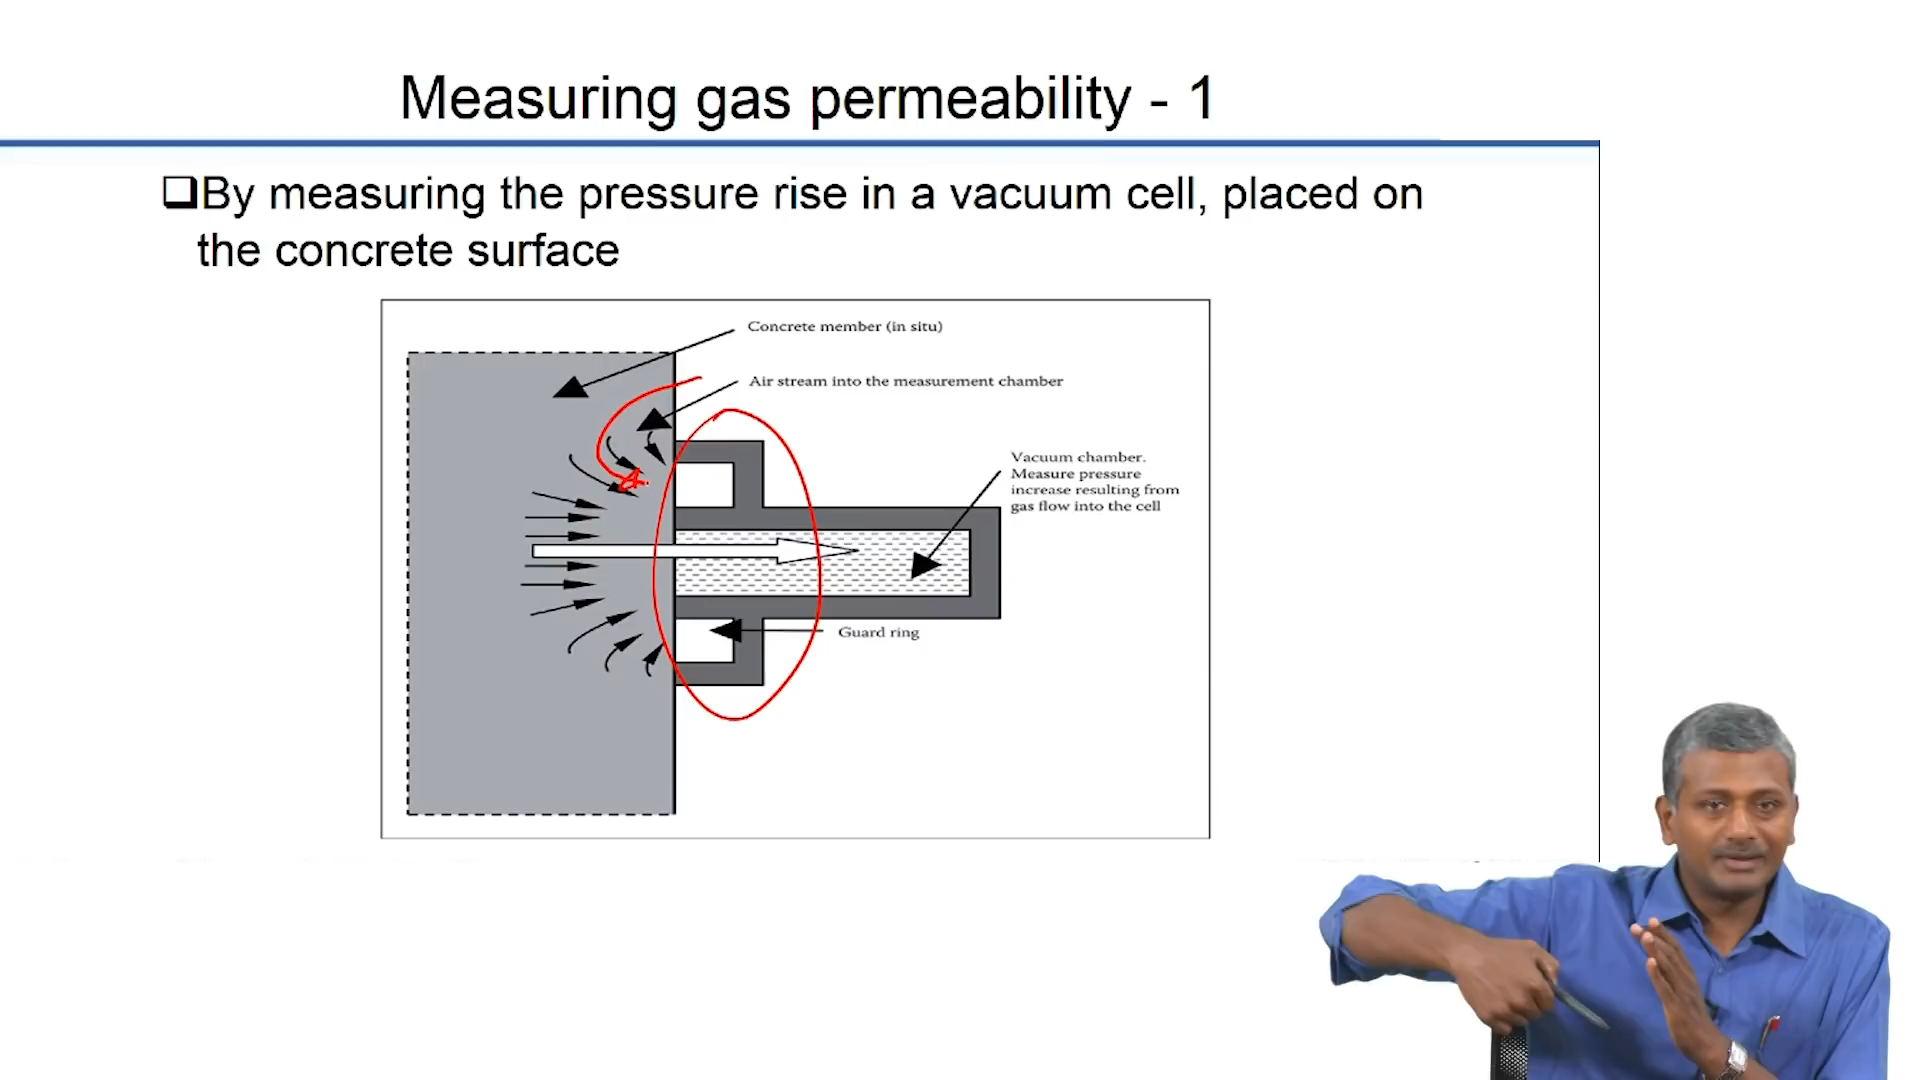 Measuring gas permeability - 1
❑By measuring the pressure rise in a vacuum cell, placed on
the concrete surface
Concrete member (in situ)
Air stream into the measurement chamber
Vacuum chamber.
Measure pressure
increase resulting from
gas flow into the cell
Guard ring